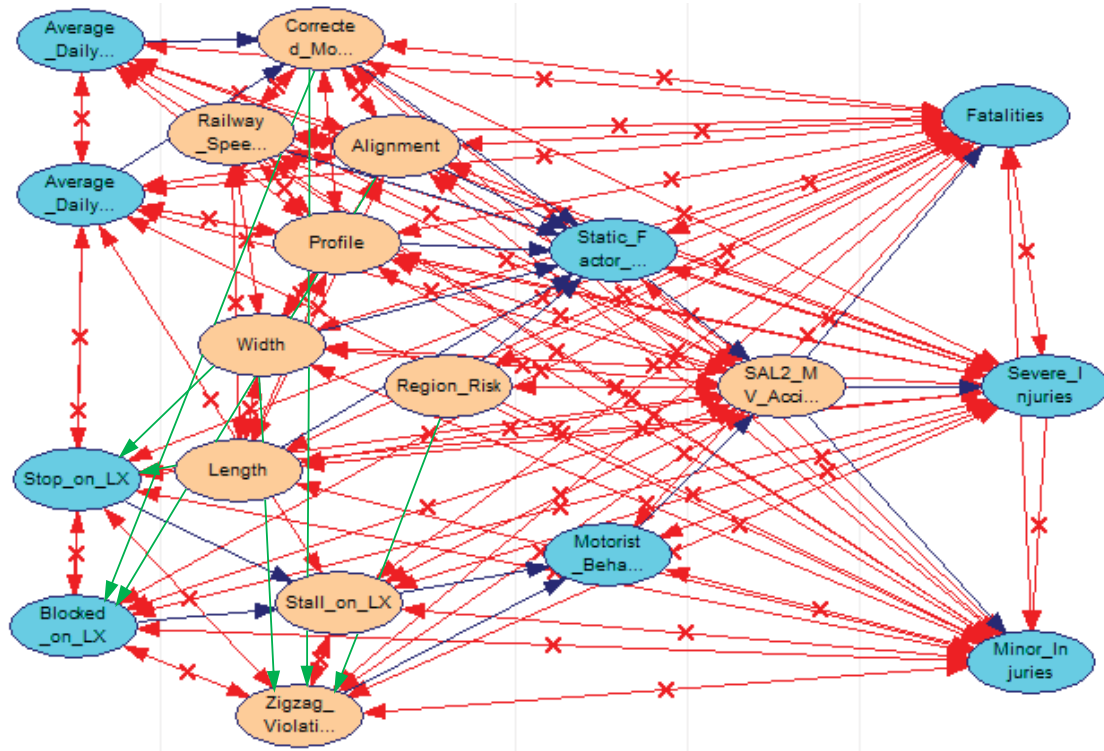 Average
_Daily...
Correcte
d_Mo...
Railway
_Spee...
Alignment
Fatalities
Average
_Daily...
Profile
Static_F
actor_...
Width
Region_Risk
SAL2_M
V_Acci...
Severe_I
njuries
Length
Stop_on_LX
Motorist
_Beha...
Blocked
_on_LX
Stall_on_LX
Minor_In
juries
Zigzag_
Violati...